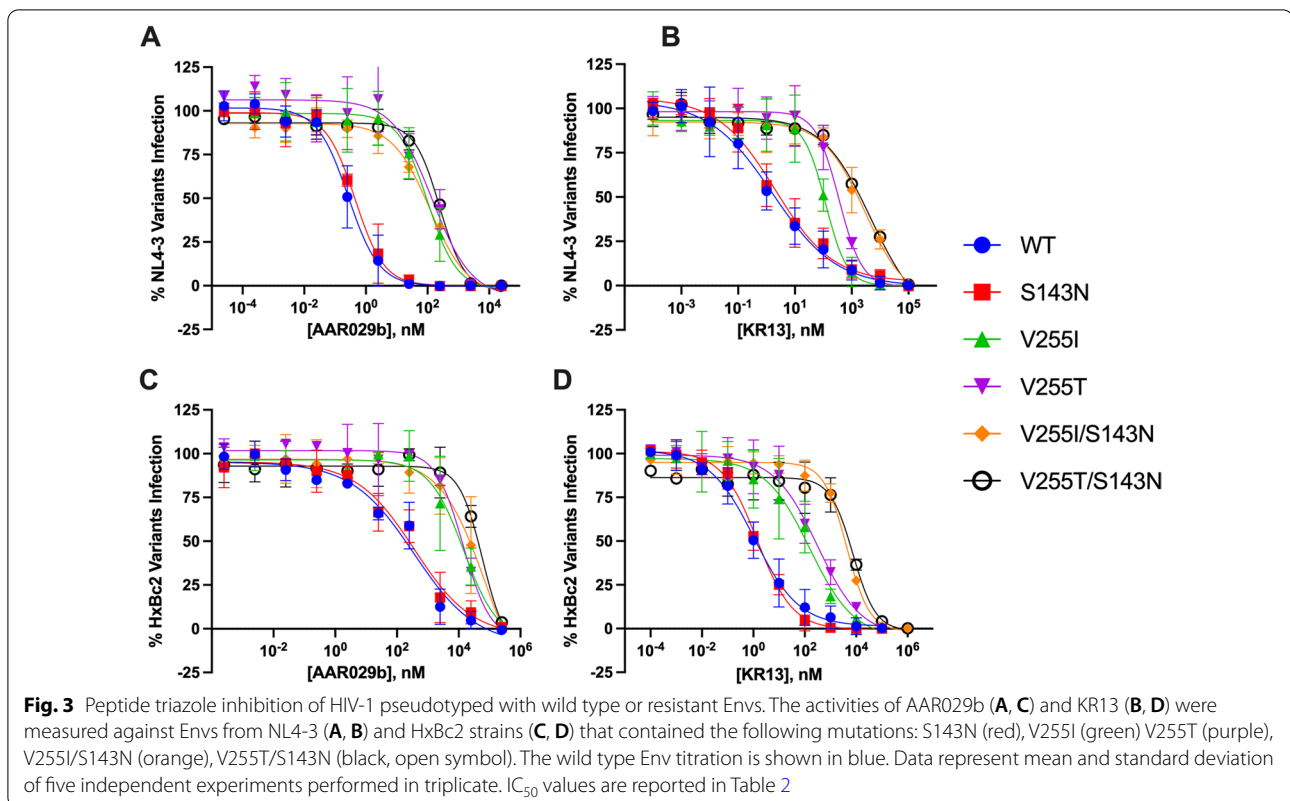 A
% NL4-3 Variants Infection
125
100
75
50
25
0
-25
10⁻⁴ 10⁻² 10⁰ 10² 10⁴
[AAR029b], nM
B
% NL4-3 Variants Infection
125
100
75
50
25
0
-25
10⁻³ 10⁻¹ 10¹ 10³ 10⁵
[KR13], nM
WT
S143N
V255I
V255T
V255I/S143N
V255T/S143N
C
% HxBc2 Variants Infection
125
100
75
50
25
0
-25
10⁻⁴ 10⁻² 10⁰ 10² 10⁴ 10⁶
[AAR029b], nM
D
% HxBc2 Variants Infection
125
100
75
50
25
0
-25
10⁻⁴ 10⁻² 10⁰ 10² 10⁴ 10⁶
[KR13], nM
Fig. 3 Peptide triazole inhibition of HIV-1 pseudotyped with wild type or resistant Envs. The activities of AAR029b (A, C) and KR13 (B, D) were
measured against Envs from NL4-3 (A, B) and HxBc2 strains (C, D) that contained the following mutations: S143N (red), V255I (green) V255T (purple),
V255I/S143N (orange), V255T/S143N (black, open symbol). The wild type Env titration is shown in blue. Data represent mean and standard deviation
of five independent experiments performed in triplicate. IC₅₀ values are reported in Table 2